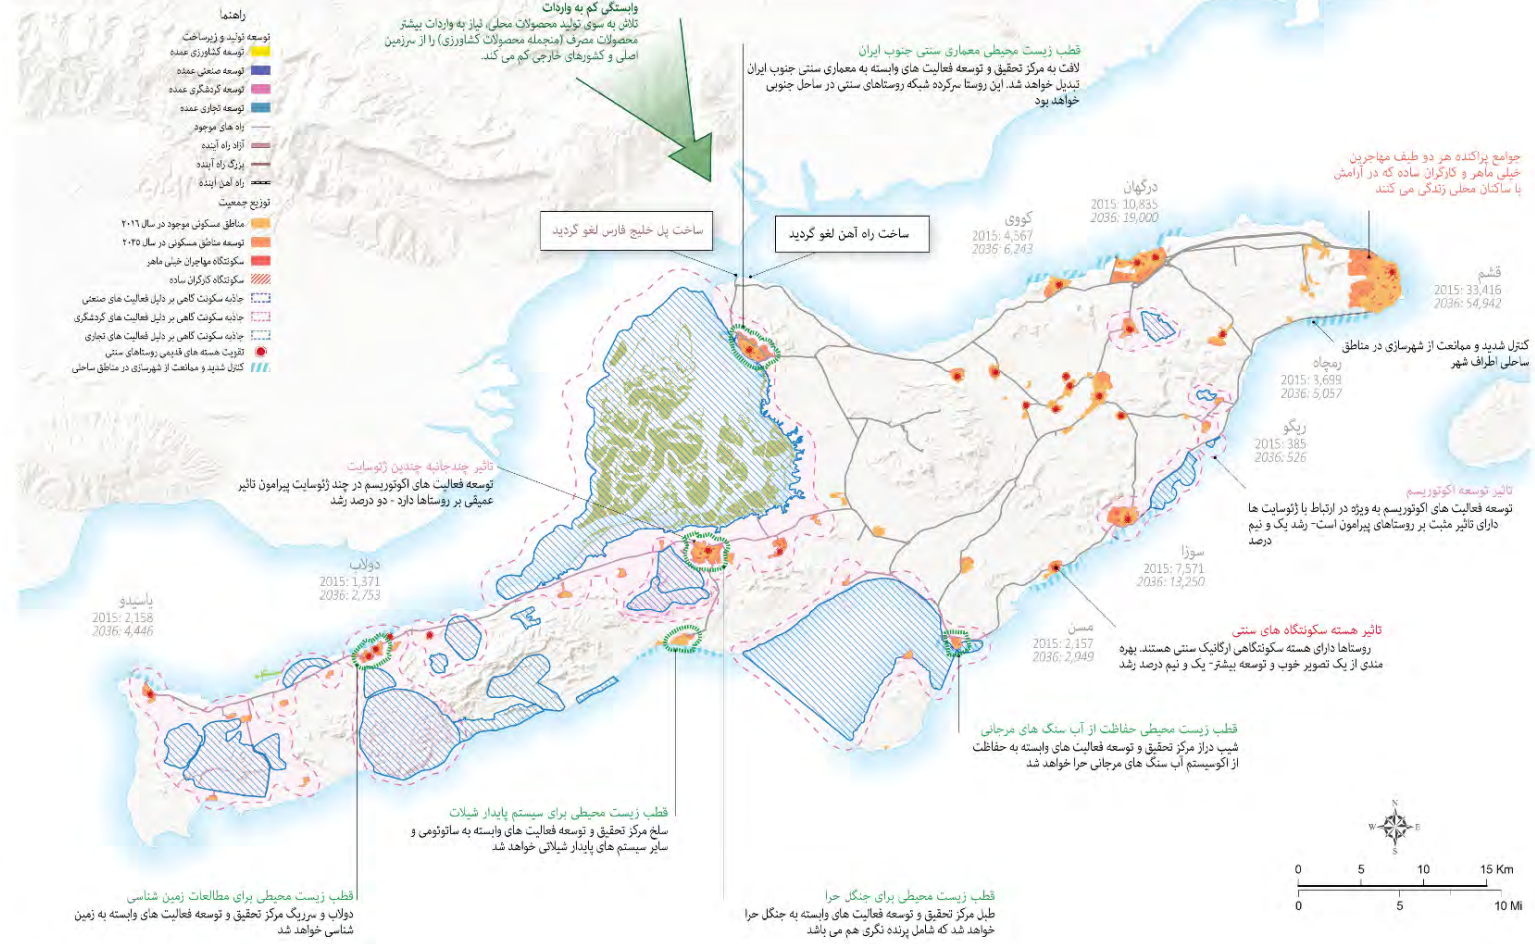 راهنما
توسعه تولید و زیرساخت
توسعه کشاورزی عمده
توسعه صنعتی عمده
توسعه گردشگری عمده
توسعه تجاری عمده
راه های موجود
آزاد راه آینده
بزرگ راه آینده
راه آهن آینده
توزیع جمعیت
مناطق مسکونی موجود در سال ۲۰۱٦
توسعه مناطق مسکونی در سال ۲۰۳۵
سکونتگاه مهاجران خیلی ماهر
سکونتگاه کارگران ساده
جاذبه سکونت گاهی بر دلیل فعالیت های صنعتی
جاذبه سکونت گاهی بر دلیل فعالیت های گردشگری
جاذبه سکونت گاهی بر دلیل فعالیت های تجاری
تقویت هسته های قدیمی روستاهای سنتی
کنترل شدید و ممانعت از شهرسازی در مناطق ساحلی
وابستگی کم به واردات
تلاش به سوی تولید محصولات محلی، نیاز به واردات بیشتر
محصولات مصرف (منجمله محصولات کشاورزی) را از سرزمین
اصلی و کشورهای خارجی کم می کند.
قطب زیست محیطی معماری سنتی جنوب ایران
لافت به مرکز تحقیق و توسعه فعالیت های وابسته به معماری سنتی جنوب ایران
تبدیل خواهد شد. این روستا سرکرده شبکه روستاهای سنتی در ساحل جنوبی
خواهد بود
جوامع پراکنده هر دو طیف مهاجرین
خیلی ماهر و کارگران ساده که در آرامش
با ساکنان محلی زندگی می کنند
ساخت پل خلیج فارس لغو گردید
ساخت راه آهن لغو گردید
درگهان
2015: 10,835
2036: 19,000
کووی
2015: 4,567
2036: 6,243
قشم
2015: 33,416
2036: 54,942
کنترل شدید و ممانعت از شهرسازی در مناطق
ساحلی اطراف شهر
رمچاه
2015: 3,699
2036: 5,057
ریگو
2015: 385
2036: 526
تاثیر توسعه اکوتوریسم
توسعه فعالیت های اکوتوریسم به ویژه در ارتباط با ژئوسایت ها
دارای تاثیر مثبت بر روستاهای پیرامون است- رشد یک و نیم
درصد
تاثیر چندجانبه چندین ژئوسایت
توسعه فعالیت های اکوتوریسم در چند ژئوسایت پیرامون تاثیر
عمیقی بر روستاها دارد - دو درصد رشد
سوزا
2015: 7,571
2036: 13,250
دولاب
2015: 1,371
2036: 2,753
باسیدو
2015: 2,158
2036: 4,446
مسن
2015: 2,157
2036: 2,949
تاثیر هسته سکونتگاه های سنتی
روستاها دارای هسته سکونتگاهی ارگانیک سنتی هستند. بهره
مندی از یک تصویر خوب و توسعه بیشتر- یک و نیم درصد رشد
قطب زیست محیطی حفاظت از آب سنگ های مرجانی
شیب دراز مرکز تحقیق و توسعه فعالیت های وابسته به حفاظت
از اکوسیستم آب سنگ های مرجانی حرا خواهد شد
قطب زیست محیطی برای سیستم پایدار شیلات
سلخ مرکز تحقیق و توسعه فعالیت های وابسته به ساتوئومی و
سایر سیستم های پایدار شیلاتی خواهد شد
قطب زیست محیطی برای مطالعات زمین شناسی
دولاب و سرریگ مرکز تحقیق و توسعه فعالیت های وابسته به زمین
شناسی خواهد شد
قطب زیست محیطی برای جنگل حرا
طبل مرکز تحقیق و توسعه فعالیت های وابسته به جنگل حرا
خواهد شد که شامل پرنده نگری هم می باشد
N
W E
S
0 5 10 15 Km
0 5 10 Mi